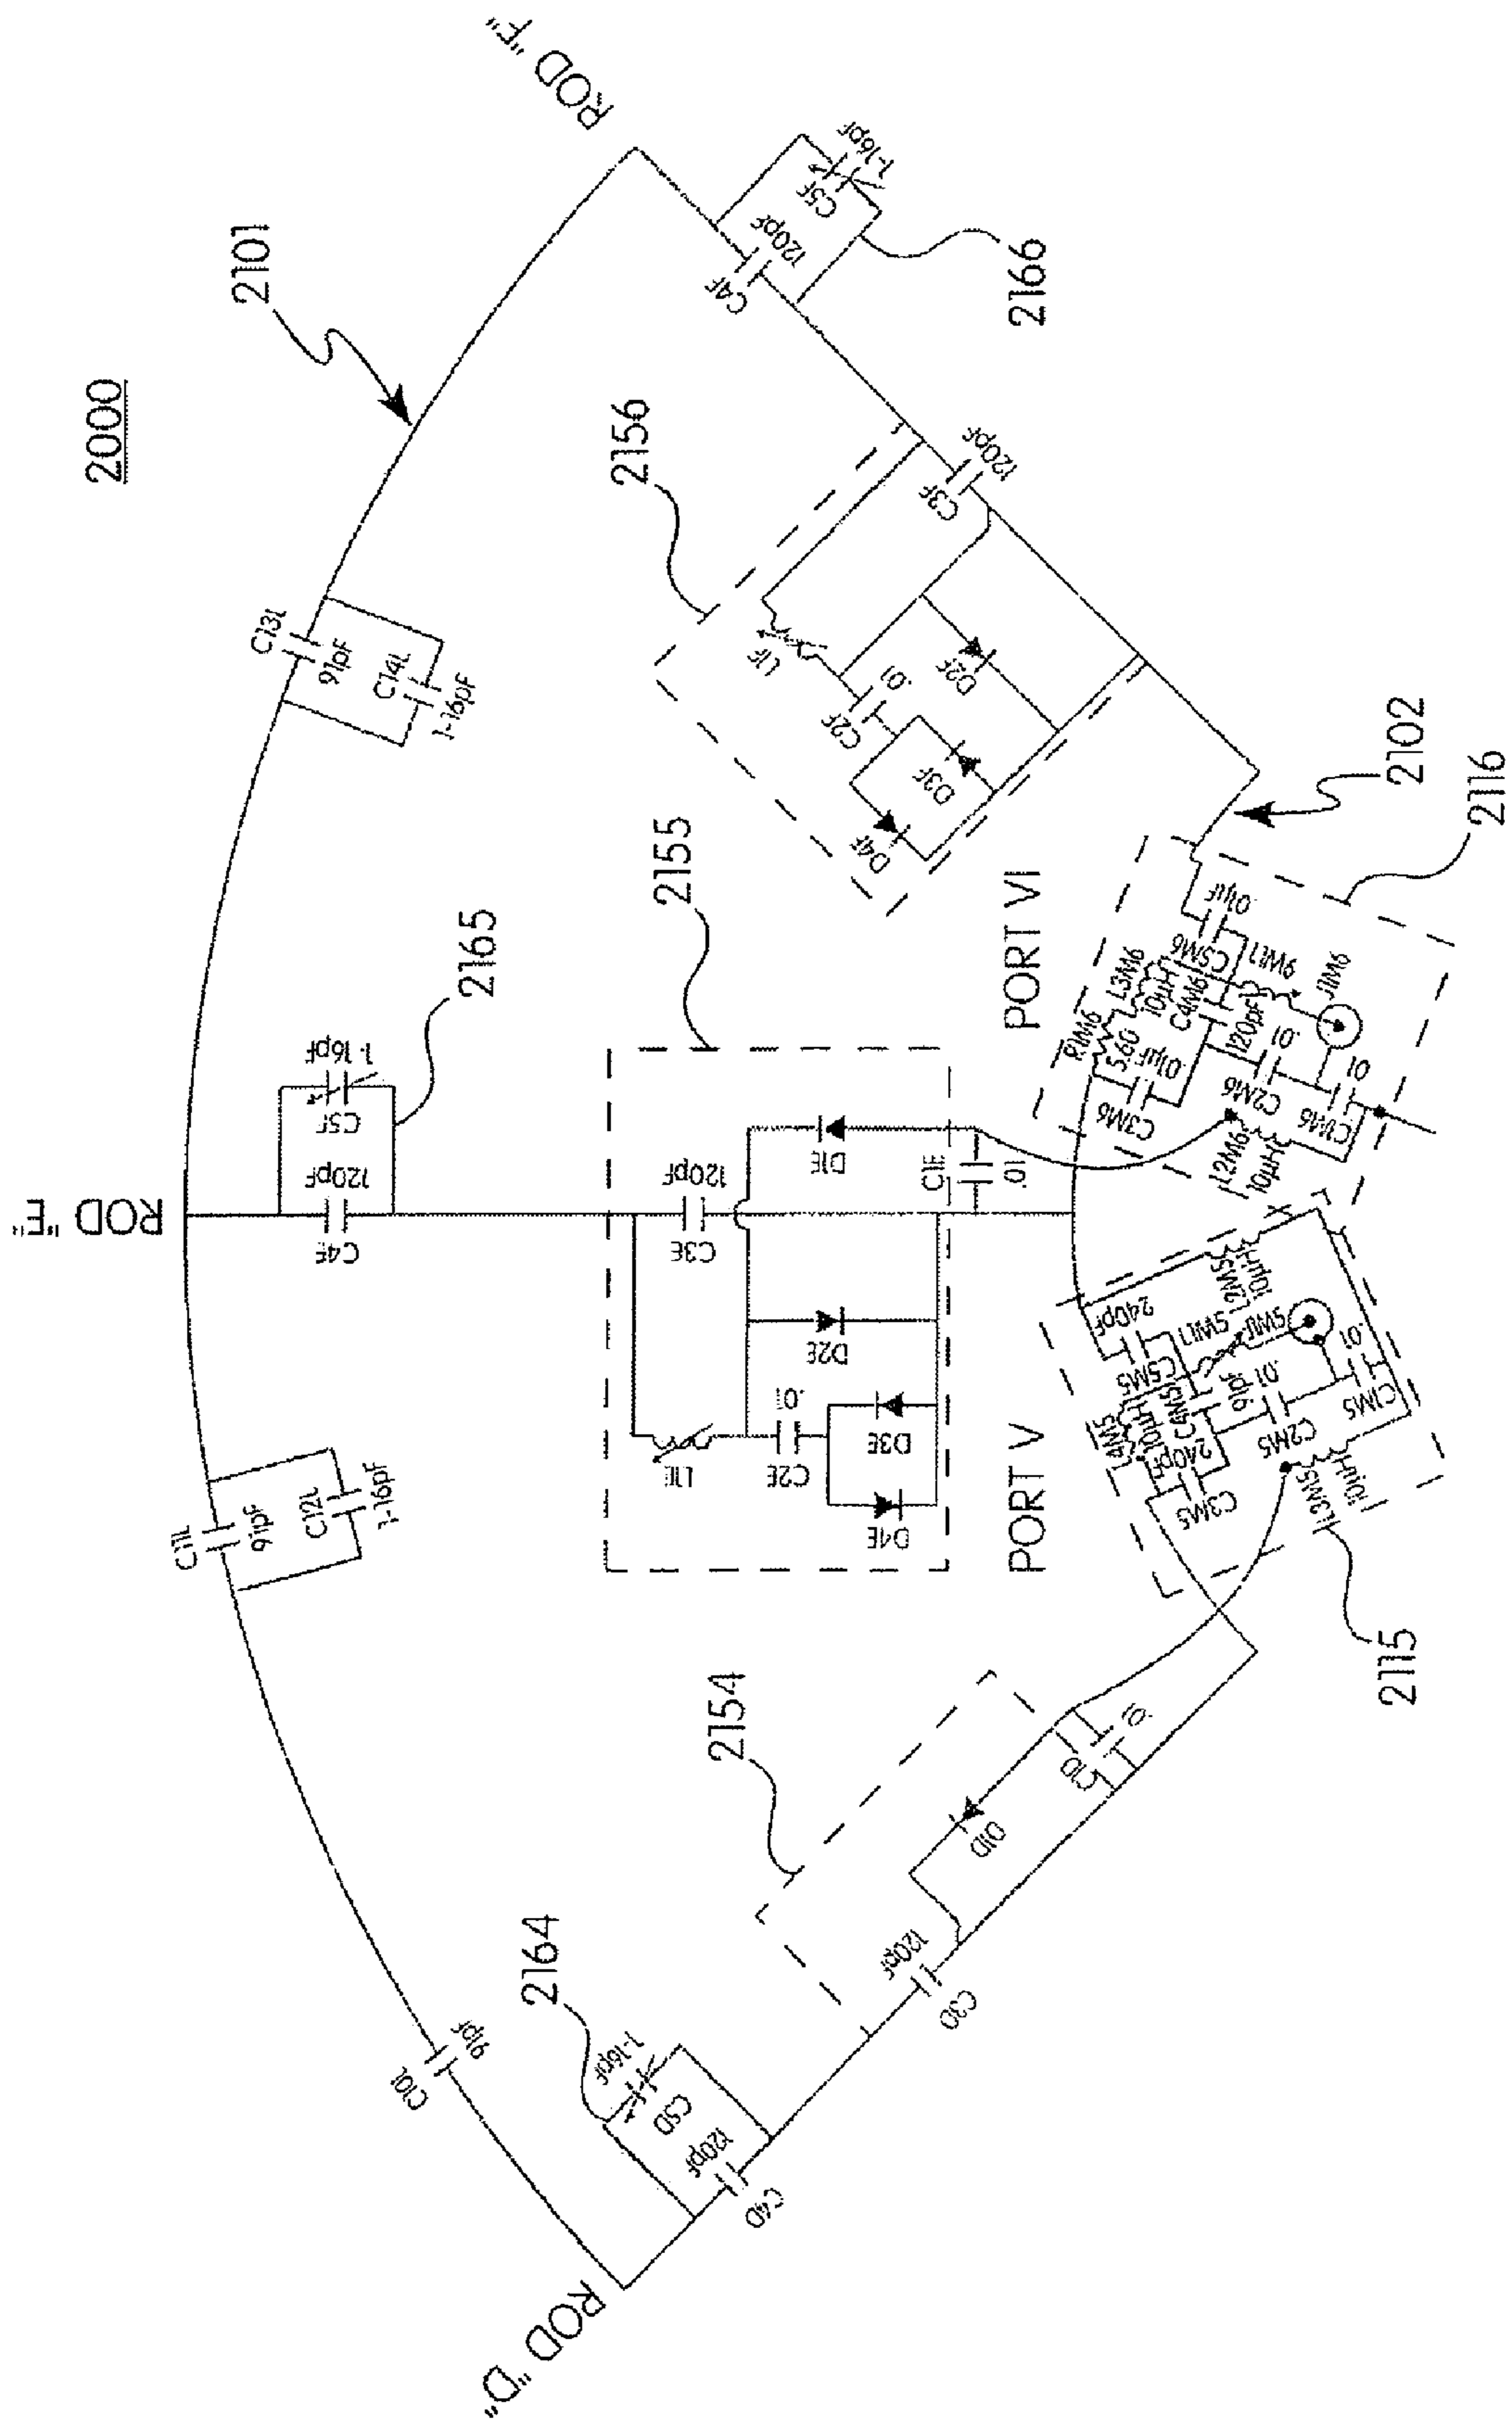 2000
2101
ROD "F"
C5F
1-16pF
120pF
C4F
2166
C13L
91pF
C14L
1-16pF
2156
C3F
120pF
L1F
C2F
.01
D2F
D3F
D4F
ROD "E"
2165
1-16pF
C5F
120pF
C4E
2155
C3E
120pF
D1E
C1E
.01
D2E
.01
L1E
C2E
D3E
D4E
PORT VI
2102
2116
.01µF
C5M6
L3M6
10µH
R1M6
5.60
.01µF
C3M6
C4M6
120pF
L1M6
J1M6
.01
C2M6
.01
C1M6
L2M6
10µH
C11L
91pF
C12L
1-16pF
PORT V
240pF
C5M5
L1M5
L2M5
10µH
L4M5
10µH
C4M5
91pF
240pF
C3M5
.01
C2M5
.01
C1M5
L3M5
10µH
2115
2154
C1D
.01
D1D
120pF
C3D
2164
1-16pF
C5D
120pF
C4D
C10L
91pF
ROD "D"